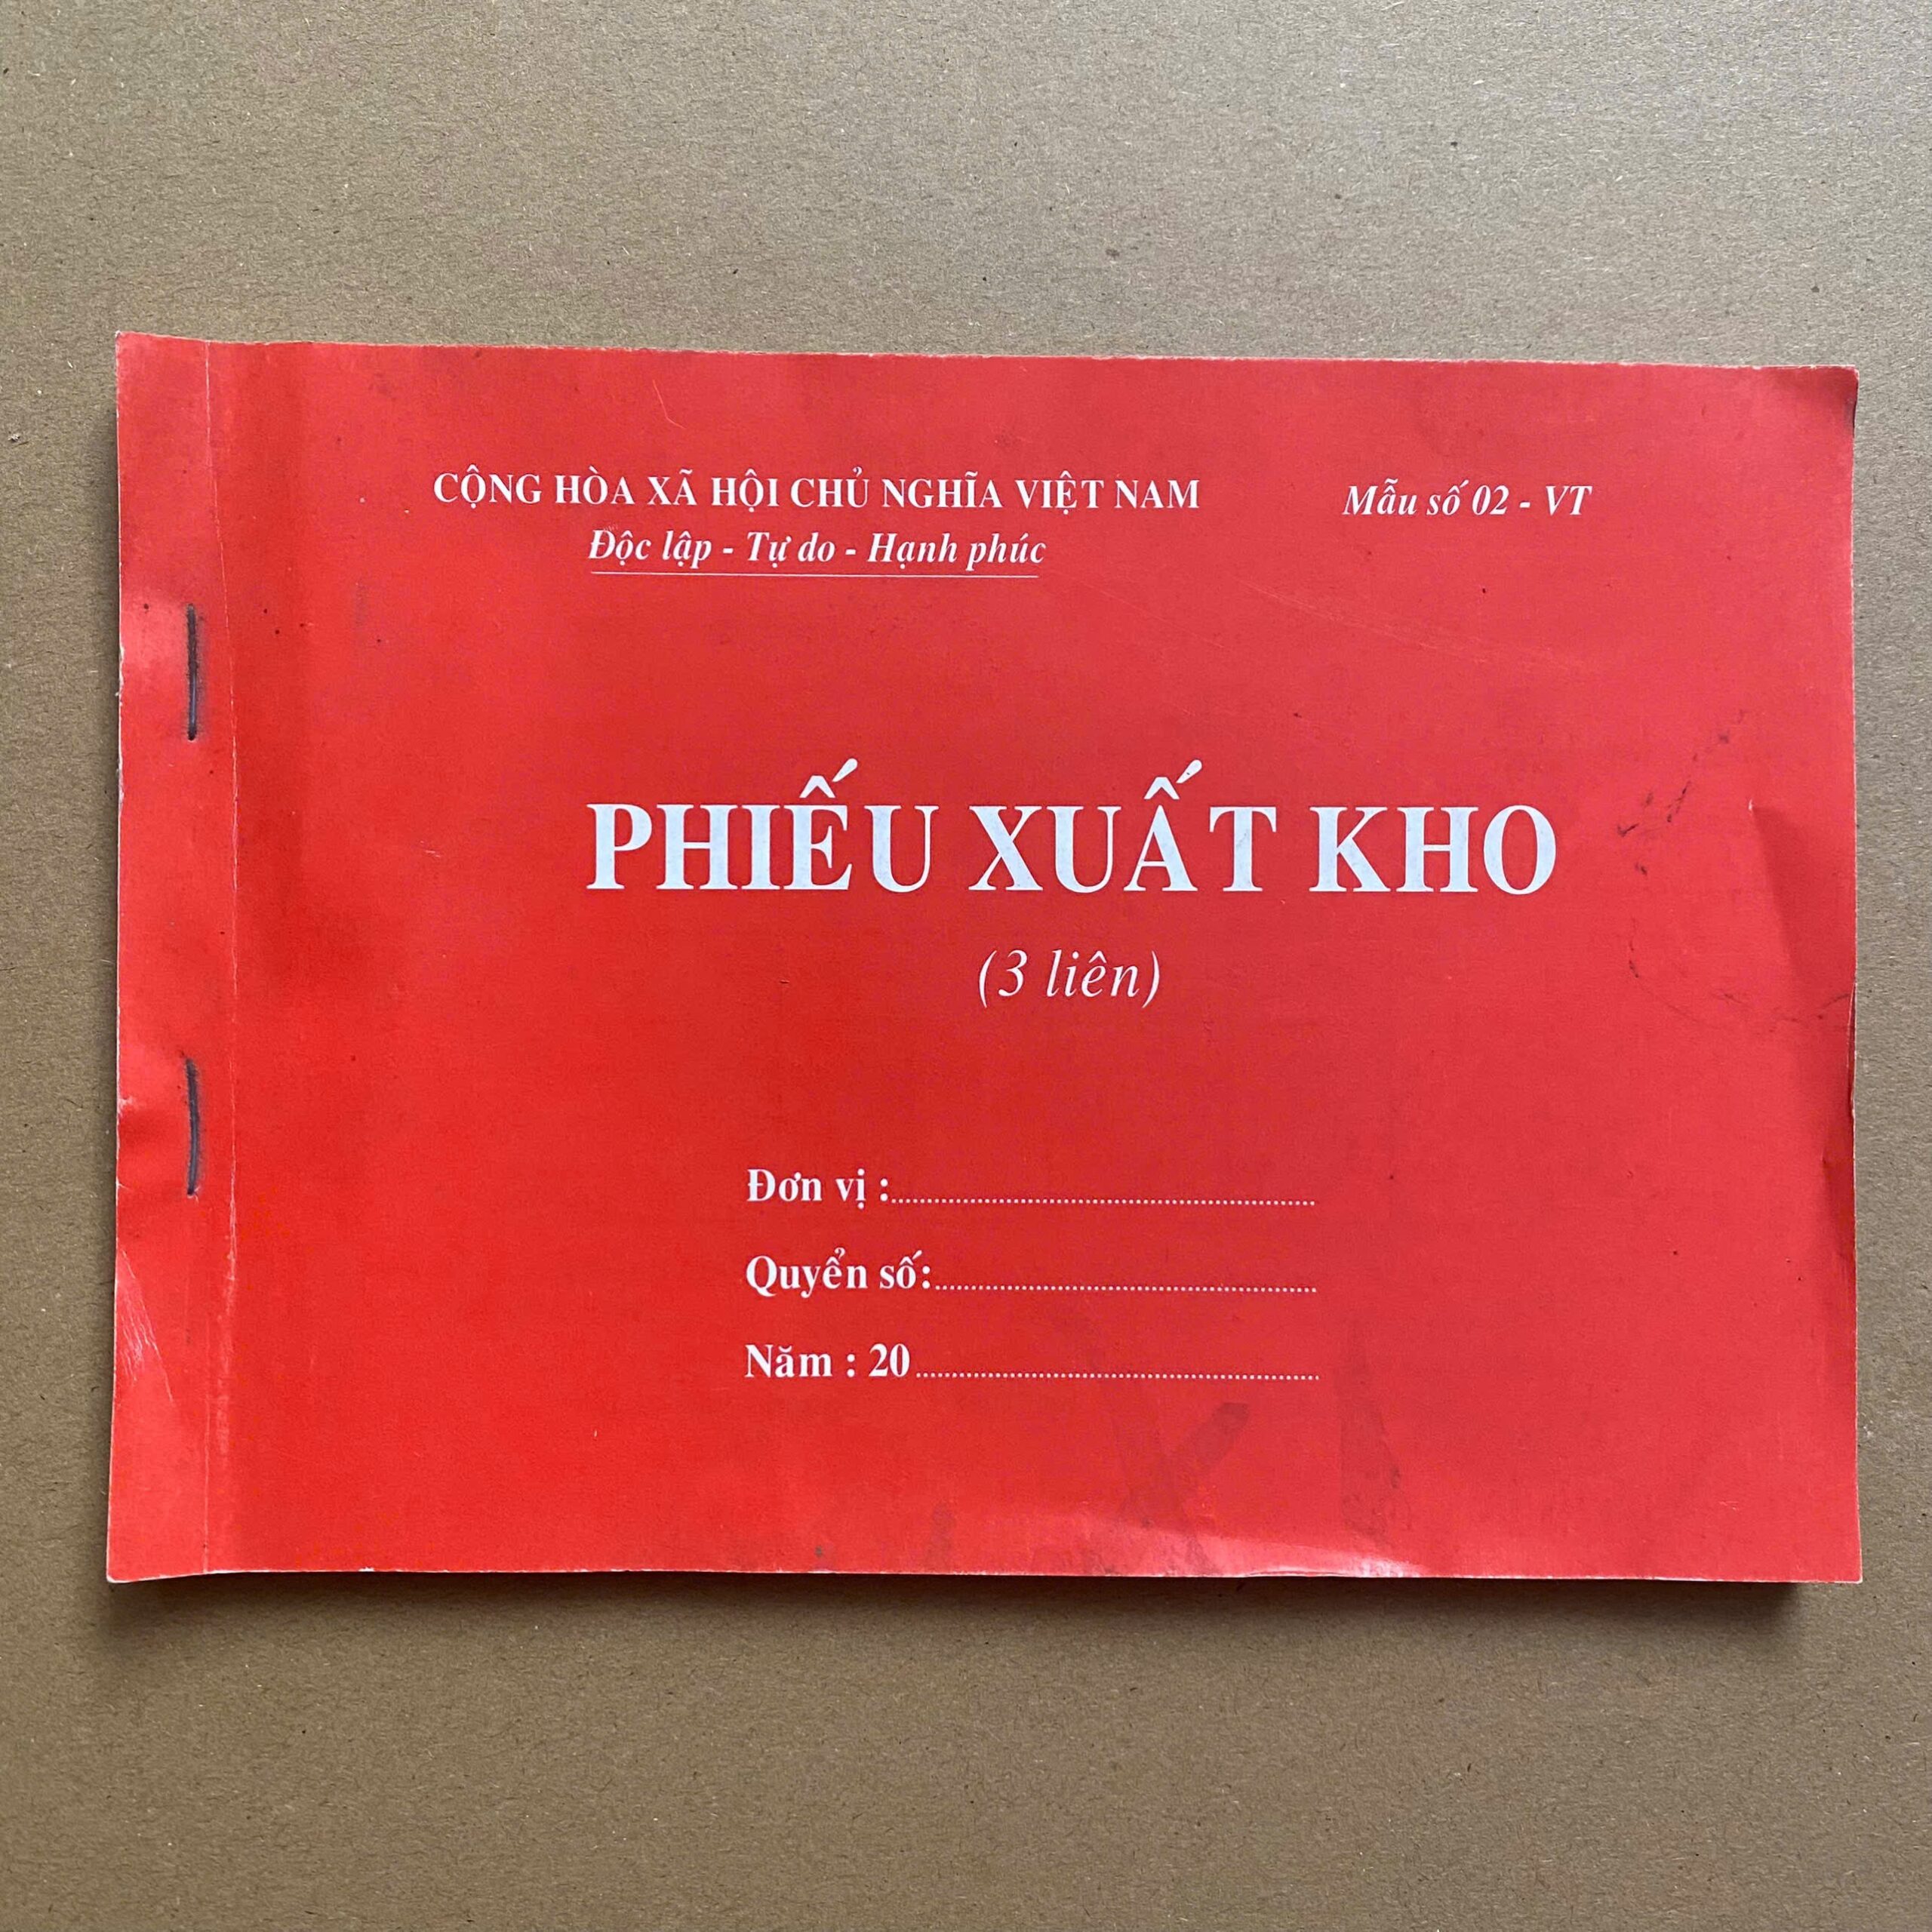 CỘNG HÒA XÃ HỘI CHỦ NGHĨA VIỆT NAM
Mẫu số 02 - VT
Độc lập - Tự do - Hạnh phúc
PHIẾU XUẤT KHO
(3 liên)
Đơn vị :
Quyển số:
Năm : 20